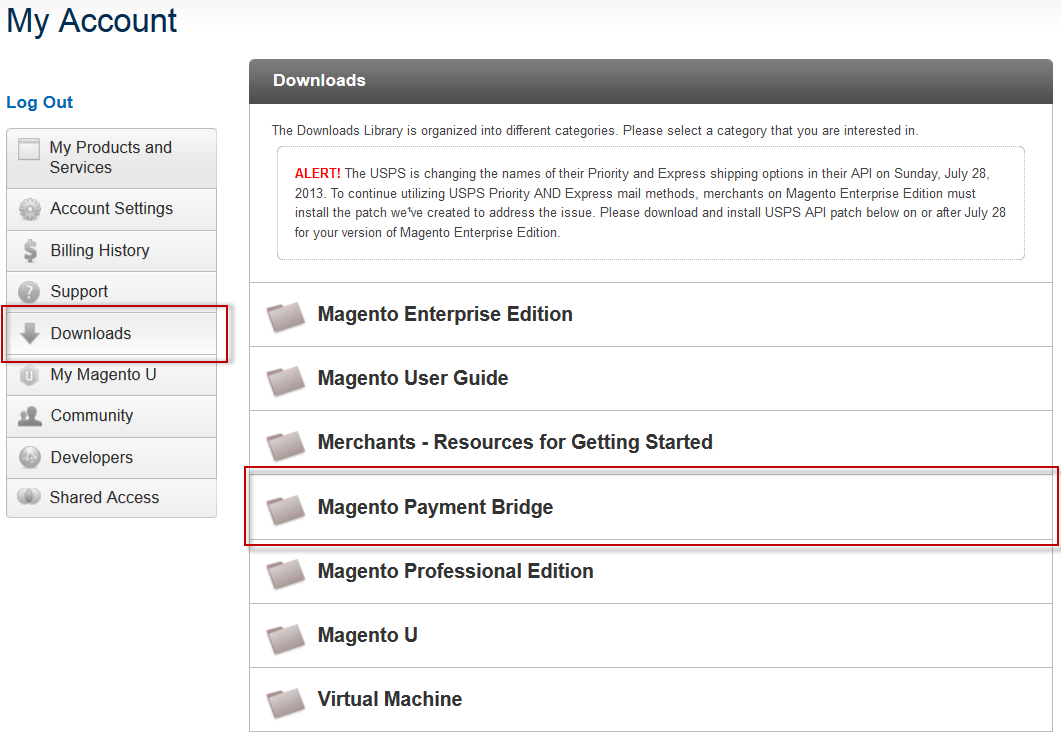 My Account
Log Out
My Products and
Services
Account Settings
Billing History
Support
Downloads
My Magento U
Community
Developers
Shared Access
Downloads
The Downloads Library is organized into different categories. Please select a category that you are interested in.
ALERT! The USPS is changing the names of their Priority and Express shipping options in their API on Sunday, July 28,
2013. To continue utilizing USPS Priority AND Express mail methods, merchants on Magento Enterprise Edition must
install the patch we've created to address the issue. Please download and install USPS API patch below on or after July 28
for your version of Magento Enterprise Edition.
Magento Enterprise Edition
Magento User Guide
Merchants - Resources for Getting Started
Magento Payment Bridge
Magento Professional Edition
Magento U
Virtual Machine